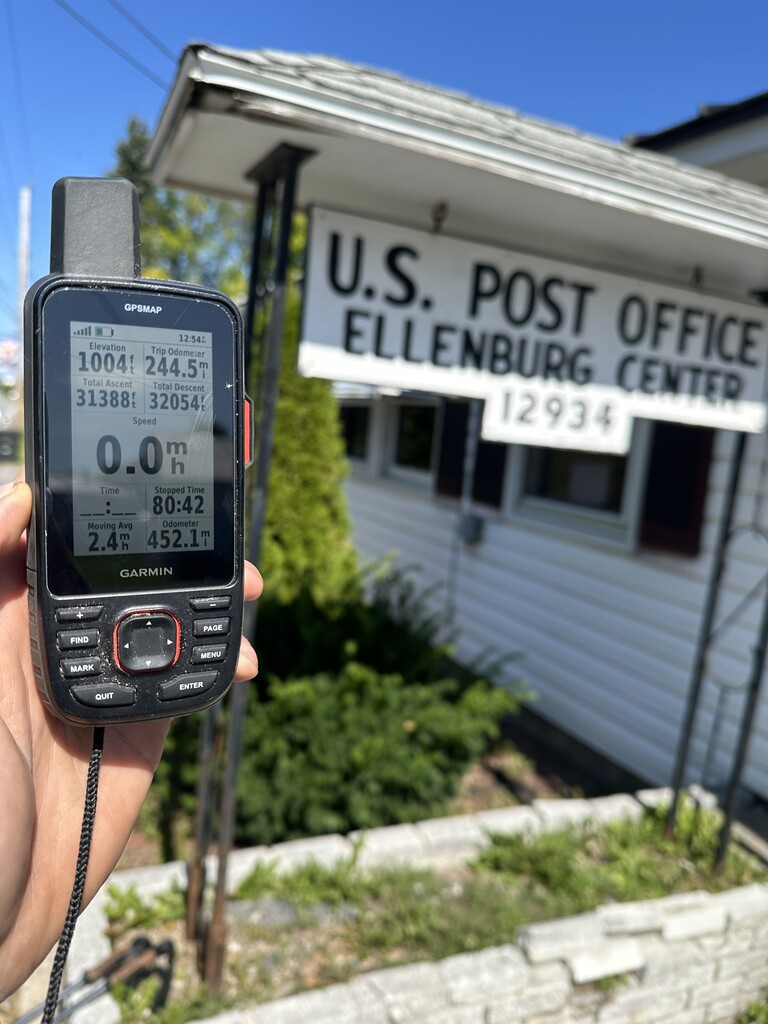 GPSMAP
12:54
Elevation
Trip Odometer
1004ft
244.5mi
Total Ascent
Total Descent
31388ft
32054ft
Speed
0.0mh
Time
Stopped Time
__:__
80:42
Moving Avg
Odometer
2.4mh
452.1mi
GARMIN
+
−
FIND
PAGE
MARK
MENU
QUIT
ENTER
U.S. POST OFFICE
ELLENBURG CENTER
12934